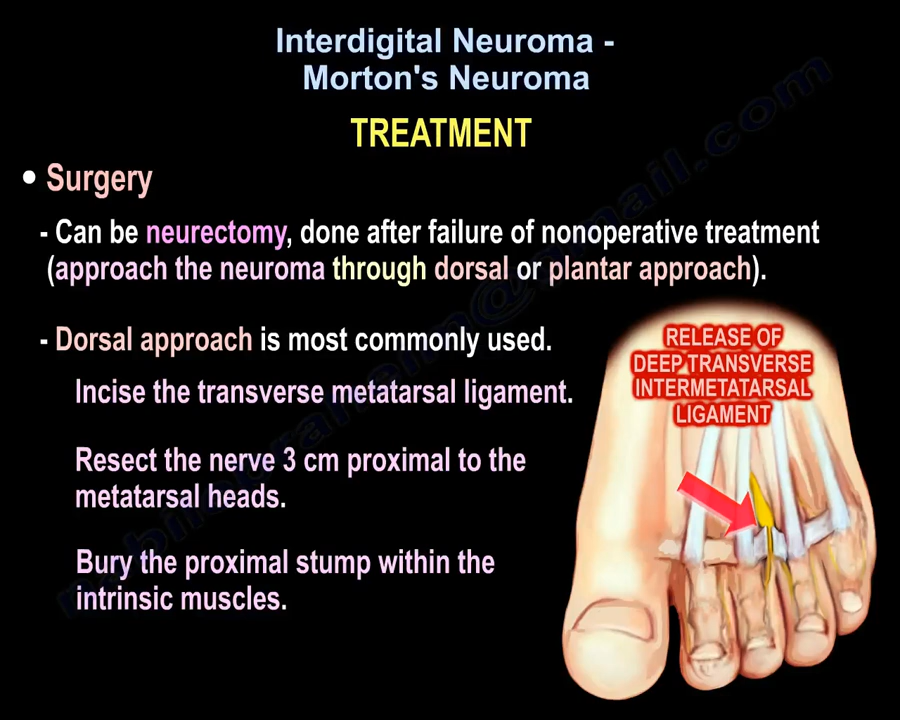 Interdigital Neuroma -
Morton's Neuroma
TREATMENT
• Surgery
- Can be neurectomy, done after failure of nonoperative treatment
(approach the neuroma through dorsal or plantar approach).
- Dorsal approach is most commonly used.
Incise the transverse metatarsal ligament.
Resect the nerve 3 cm proximal to the
metatarsal heads.
Bury the proximal stump within the
intrinsic muscles.
RELEASE OF
DEEP TRANSVERSE
INTERMETATARSAL
LIGAMENT